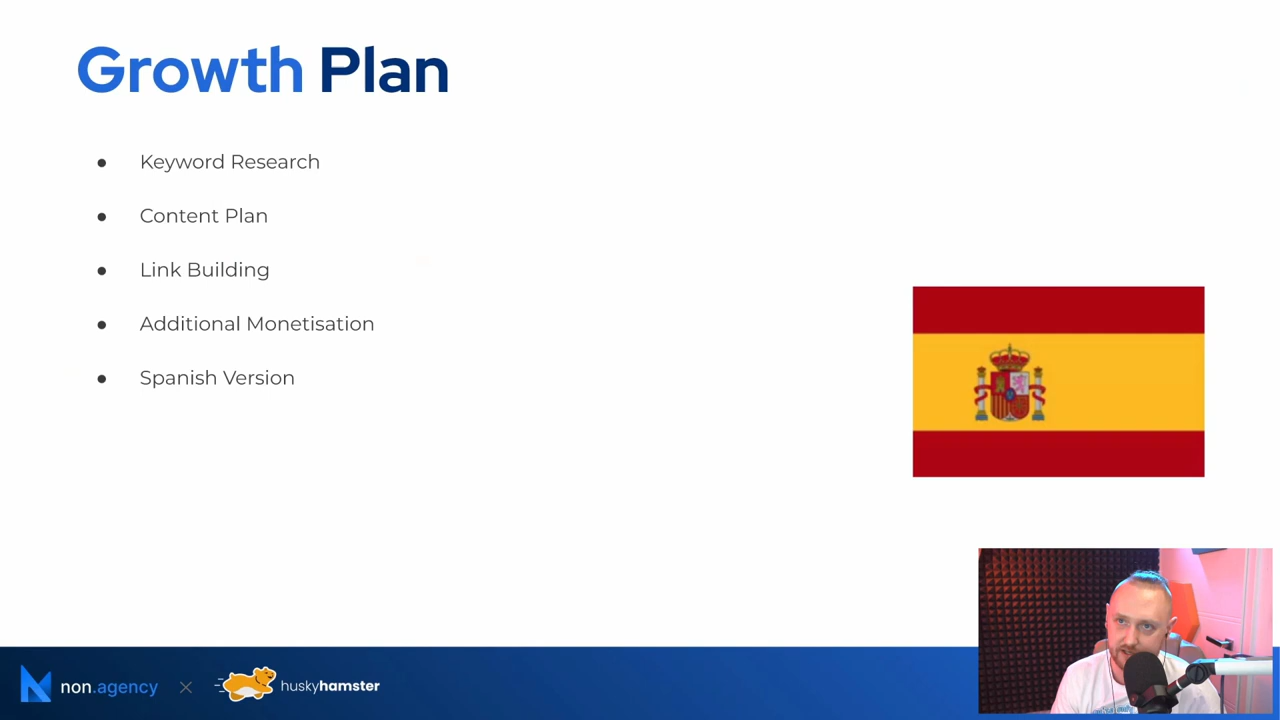 Growth Plan
● Keyword Research
● Content Plan
● Link Building
● Additional Monetisation
● Spanish Version
non.agency × huskyhamster